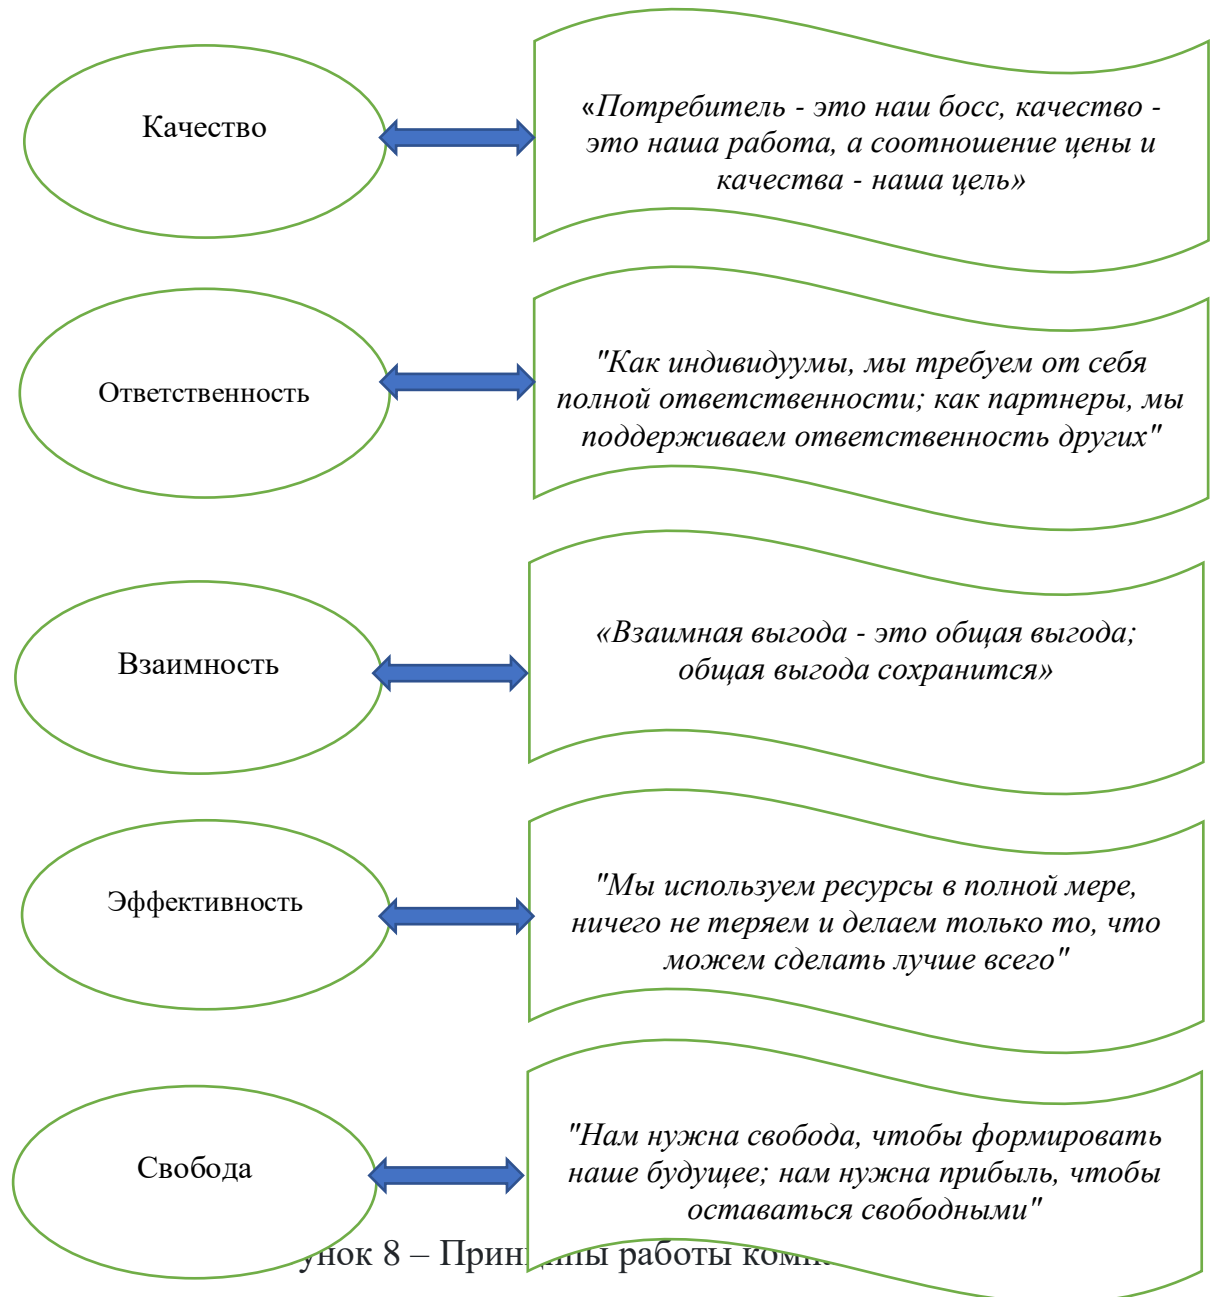 Качество
«Потребитель - это наш босс, качество -
это наша работа, а соотношение цены и
качества - наша цель»
Ответственность
"Как индивидуумы, мы требуем от себя
полной ответственности; как партнеры, мы
поддерживаем ответственность других"
Взаимность
«Взаимная выгода - это общая выгода;
общая выгода сохранится»
Эффективность
"Мы используем ресурсы в полной мере,
ничего не теряем и делаем только то, что
можем сделать лучше всего"
Свобода
"Нам нужна свобода, чтобы формировать
наше будущее; нам нужна прибыль, чтобы
оставаться свободными"
8 – работы